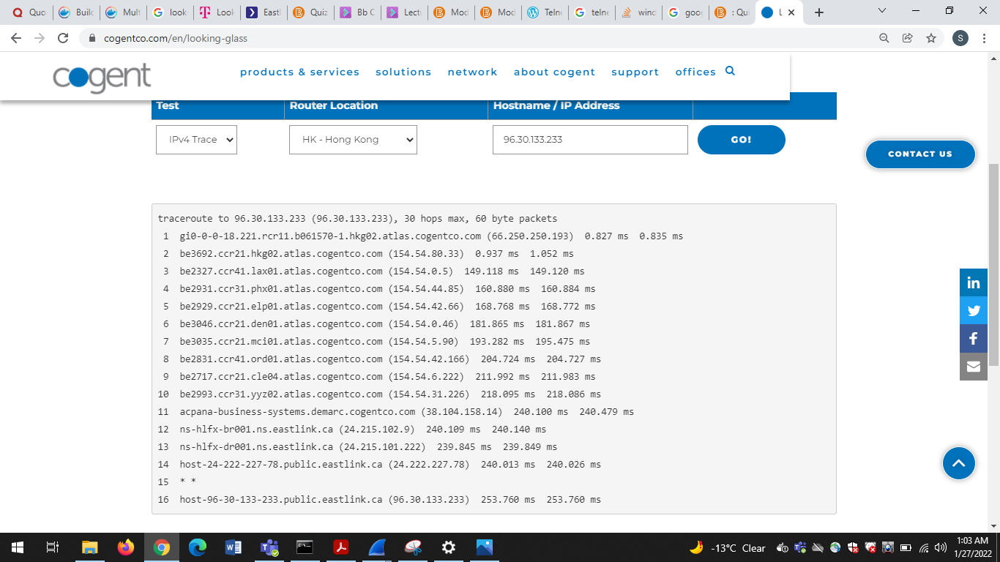 Quo
Build
Mult
look
Look
Eastl
Quiz
Bb C
Lect
Mod
Mod
Teln
telne
wind
goog
: Qui
L
cogentco.com/en/looking-glass
S
cogent
products & services
solutions
network
about cogent
support
offices
Test
Router Location
Hostname / IP Address
IPv4 Trace
HK - Hong Kong
96.30.133.233
GO!
CONTACT US
traceroute to 96.30.133.233 (96.30.133.233), 30 hops max, 60 byte packets
1 gi0-0-0-18.221.rcr11.b061570-1.hkg02.atlas.cogentco.com (66.250.250.193) 0.827 ms 0.835 ms
2 be3692.ccr21.hkg02.atlas.cogentco.com (154.54.80.33) 0.937 ms 1.052 ms
3 be2327.ccr41.lax01.atlas.cogentco.com (154.54.0.5) 149.118 ms 149.120 ms
4 be2931.ccr31.phx01.atlas.cogentco.com (154.54.44.85) 160.880 ms 160.884 ms
5 be2929.ccr21.elp01.atlas.cogentco.com (154.54.42.66) 168.768 ms 168.772 ms
6 be3046.ccr21.den01.atlas.cogentco.com (154.54.0.46) 181.865 ms 181.867 ms
7 be3035.ccr21.mci01.atlas.cogentco.com (154.54.5.90) 193.282 ms 195.475 ms
8 be2831.ccr41.ord01.atlas.cogentco.com (154.54.42.166) 204.724 ms 204.727 ms
9 be2717.ccr21.cle04.atlas.cogentco.com (154.54.6.222) 211.992 ms 211.983 ms
10 be2993.ccr31.yyz02.atlas.cogentco.com (154.54.31.226) 218.095 ms 218.086 ms
11 acpana-business-systems.demarc.cogentco.com (38.104.158.14) 240.100 ms 240.479 ms
12 ns-hlfx-br001.ns.eastlink.ca (24.215.102.9) 240.109 ms 240.140 ms
13 ns-hlfx-dr001.ns.eastlink.ca (24.215.101.222) 239.845 ms 239.849 ms
14 host-24-222-227-78.public.eastlink.ca (24.222.227.78) 240.013 ms 240.026 ms
15 * *
16 host-96-30-133-233.public.eastlink.ca (96.30.133.233) 253.760 ms 253.760 ms
in
f
-13°C Clear
1:03 AM
1/27/2022